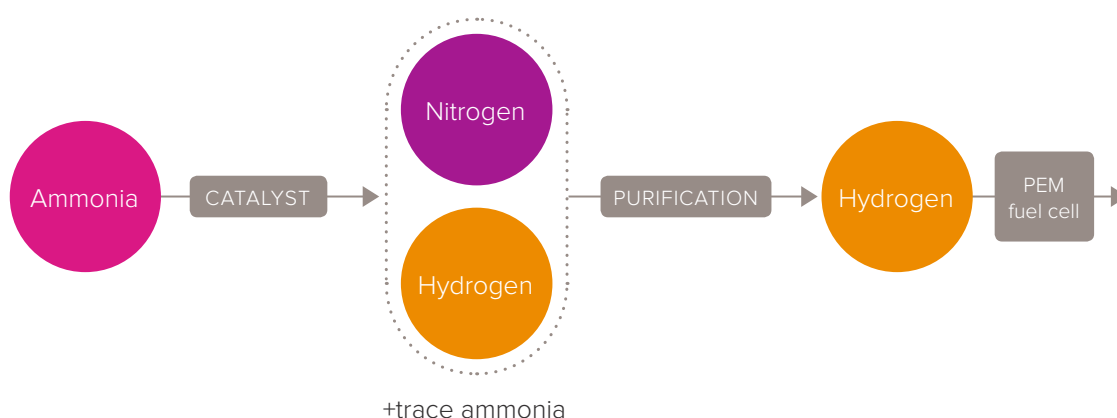 Ammonia
CATALYST
Nitrogen
Hydrogen
+trace ammonia
PURIFICATION
Hydrogen
PEM
fuel cell